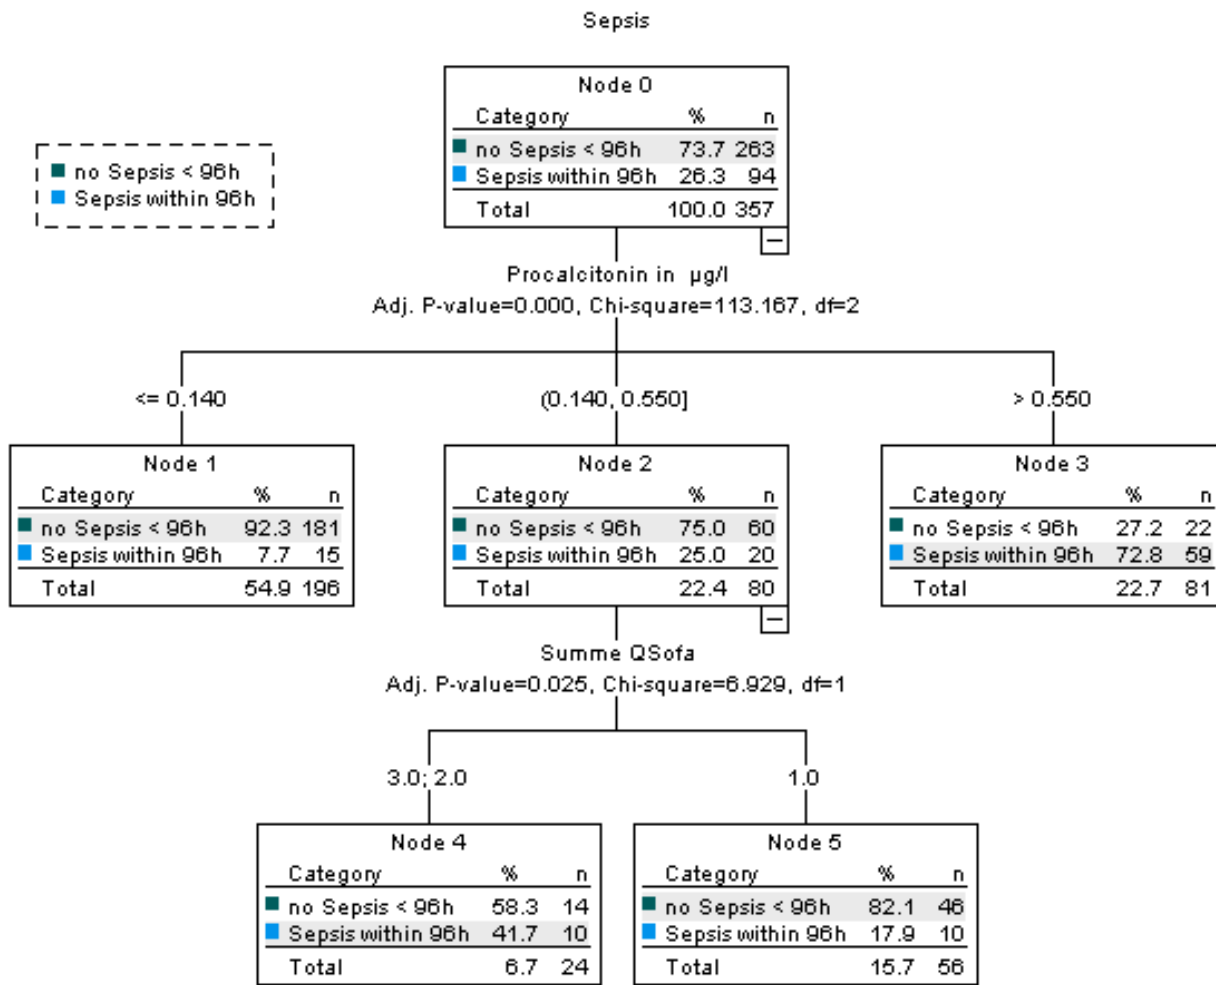 Sepsis
no Sepsis < 96h
Sepsis within 96h
Node 0
Category % n
no Sepsis < 96h 73.7 263
Sepsis within 96h 26.3 94
Total 100.0 357
Procalcitonin in µg/l
Adj. P-value=0.000, Chi-square=113.167, df=2
<= 0.140
(0.140, 0.550]
> 0.550
Node 1
Category % n
no Sepsis < 96h 92.3 181
Sepsis within 96h 7.7 15
Total 54.9 196
Node 2
Category % n
no Sepsis < 96h 75.0 60
Sepsis within 96h 25.0 20
Total 22.4 80
Node 3
Category % n
no Sepsis < 96h 27.2 22
Sepsis within 96h 72.8 59
Total 22.7 81
Summe QSofa
Adj. P-value=0.025, Chi-square=6.929, df=1
3.0; 2.0
1.0
Node 4
Category % n
no Sepsis < 96h 58.3 14
Sepsis within 96h 41.7 10
Total 6.7 24
Node 5
Category % n
no Sepsis < 96h 82.1 46
Sepsis within 96h 17.9 10
Total 15.7 56